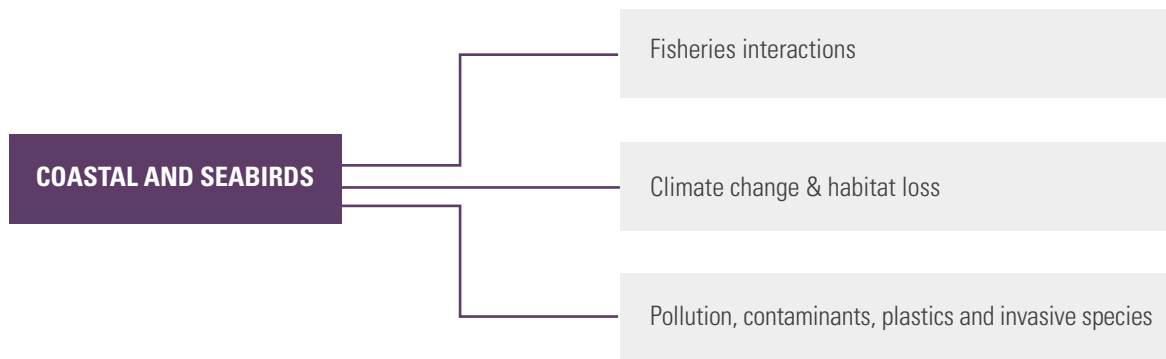 COASTAL AND SEABIRDS
Fisheries interactions
Climate change & habitat loss
Pollution, contaminants, plastics and invasive species